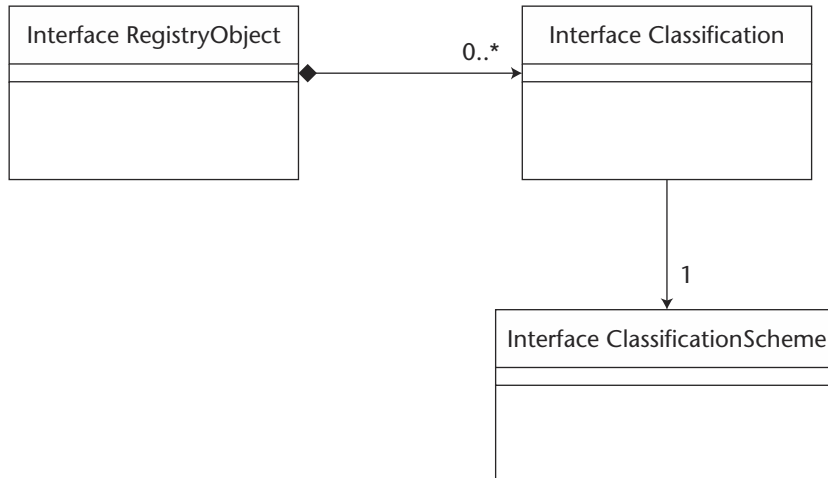 Interface RegistryObject
Interface Classification
0..*
1
Interface ClassificationScheme